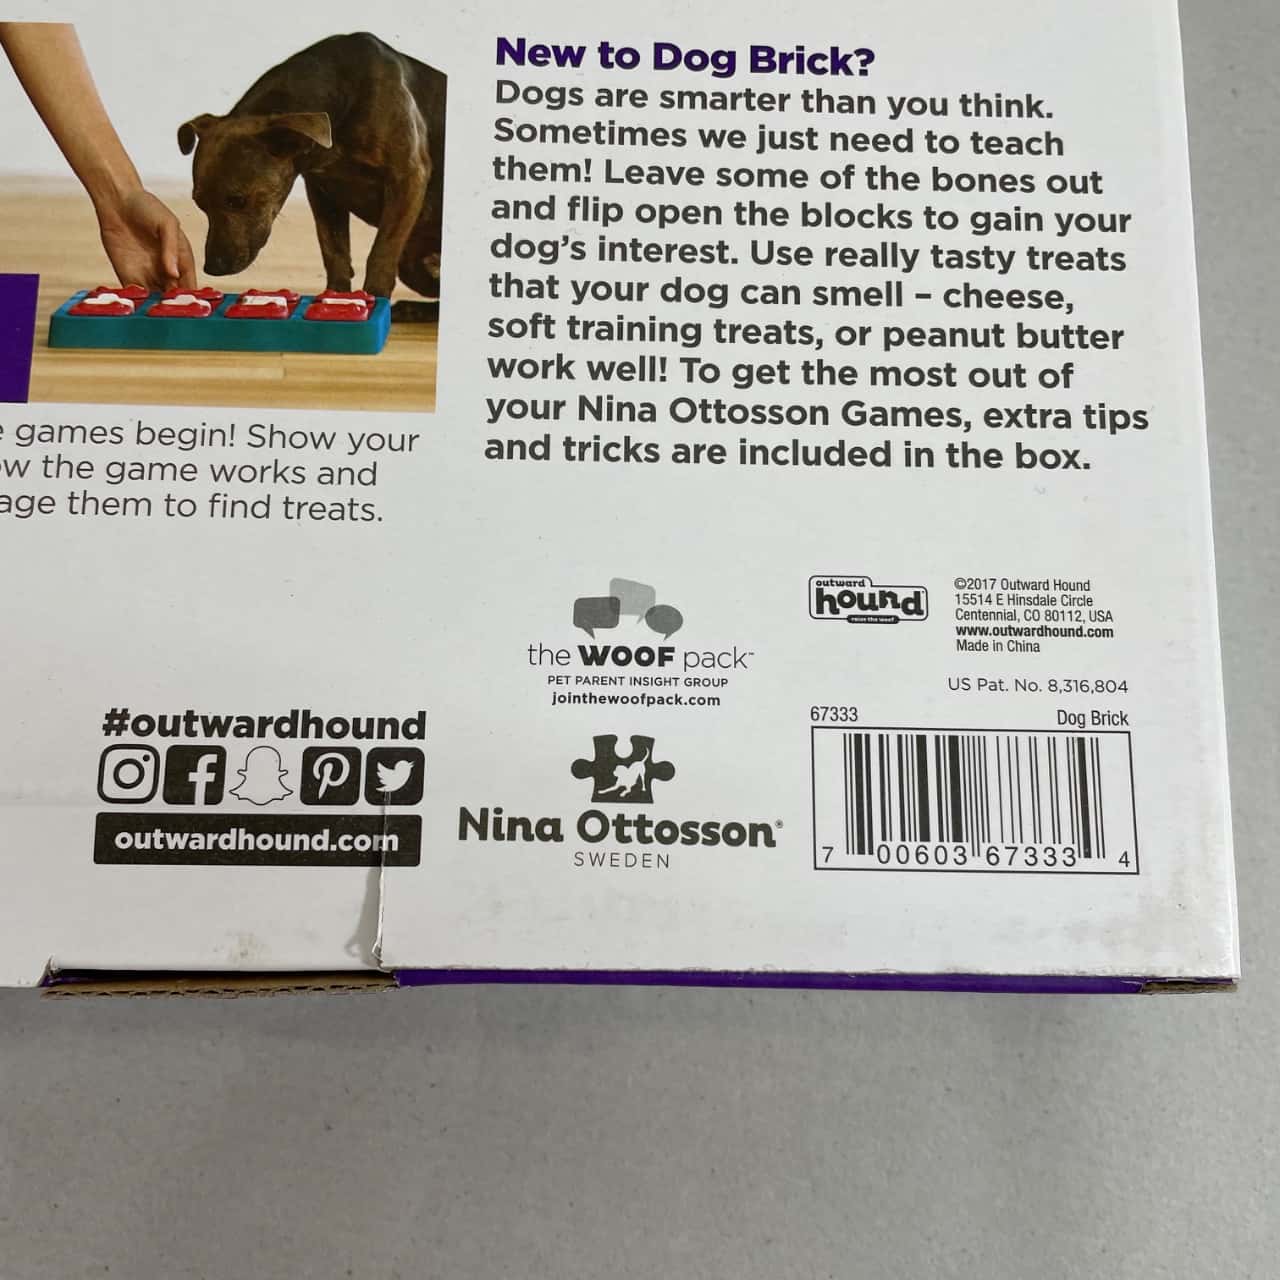 New to Dog Brick?
Dogs are smarter than you think.
Sometimes we just need to teach
them! Leave some of the bones out
and flip open the blocks to gain your
dog's interest. Use really tasty treats
that your dog can smell – cheese,
soft training treats, or peanut butter
work well! To get the most out of
your Nina Ottosson Games, extra tips
and tricks are included in the box.
games begin! Show your
the game works and
them to find treats.
the WOOF pack™
PET PARENT INSIGHT GROUP
jointhewoofpack.com
outward
hound
raise the woof
©2017 Outward Hound
15514 E Hinsdale Circle
Centennial, CO 80112, USA
www.outwardhound.com
Made in China
US Pat. No. 8,316,804
#outwardhound
outwardhound.com
Nina Ottosson®
SWEDEN
67333 Dog Brick
7 00603 67333 4